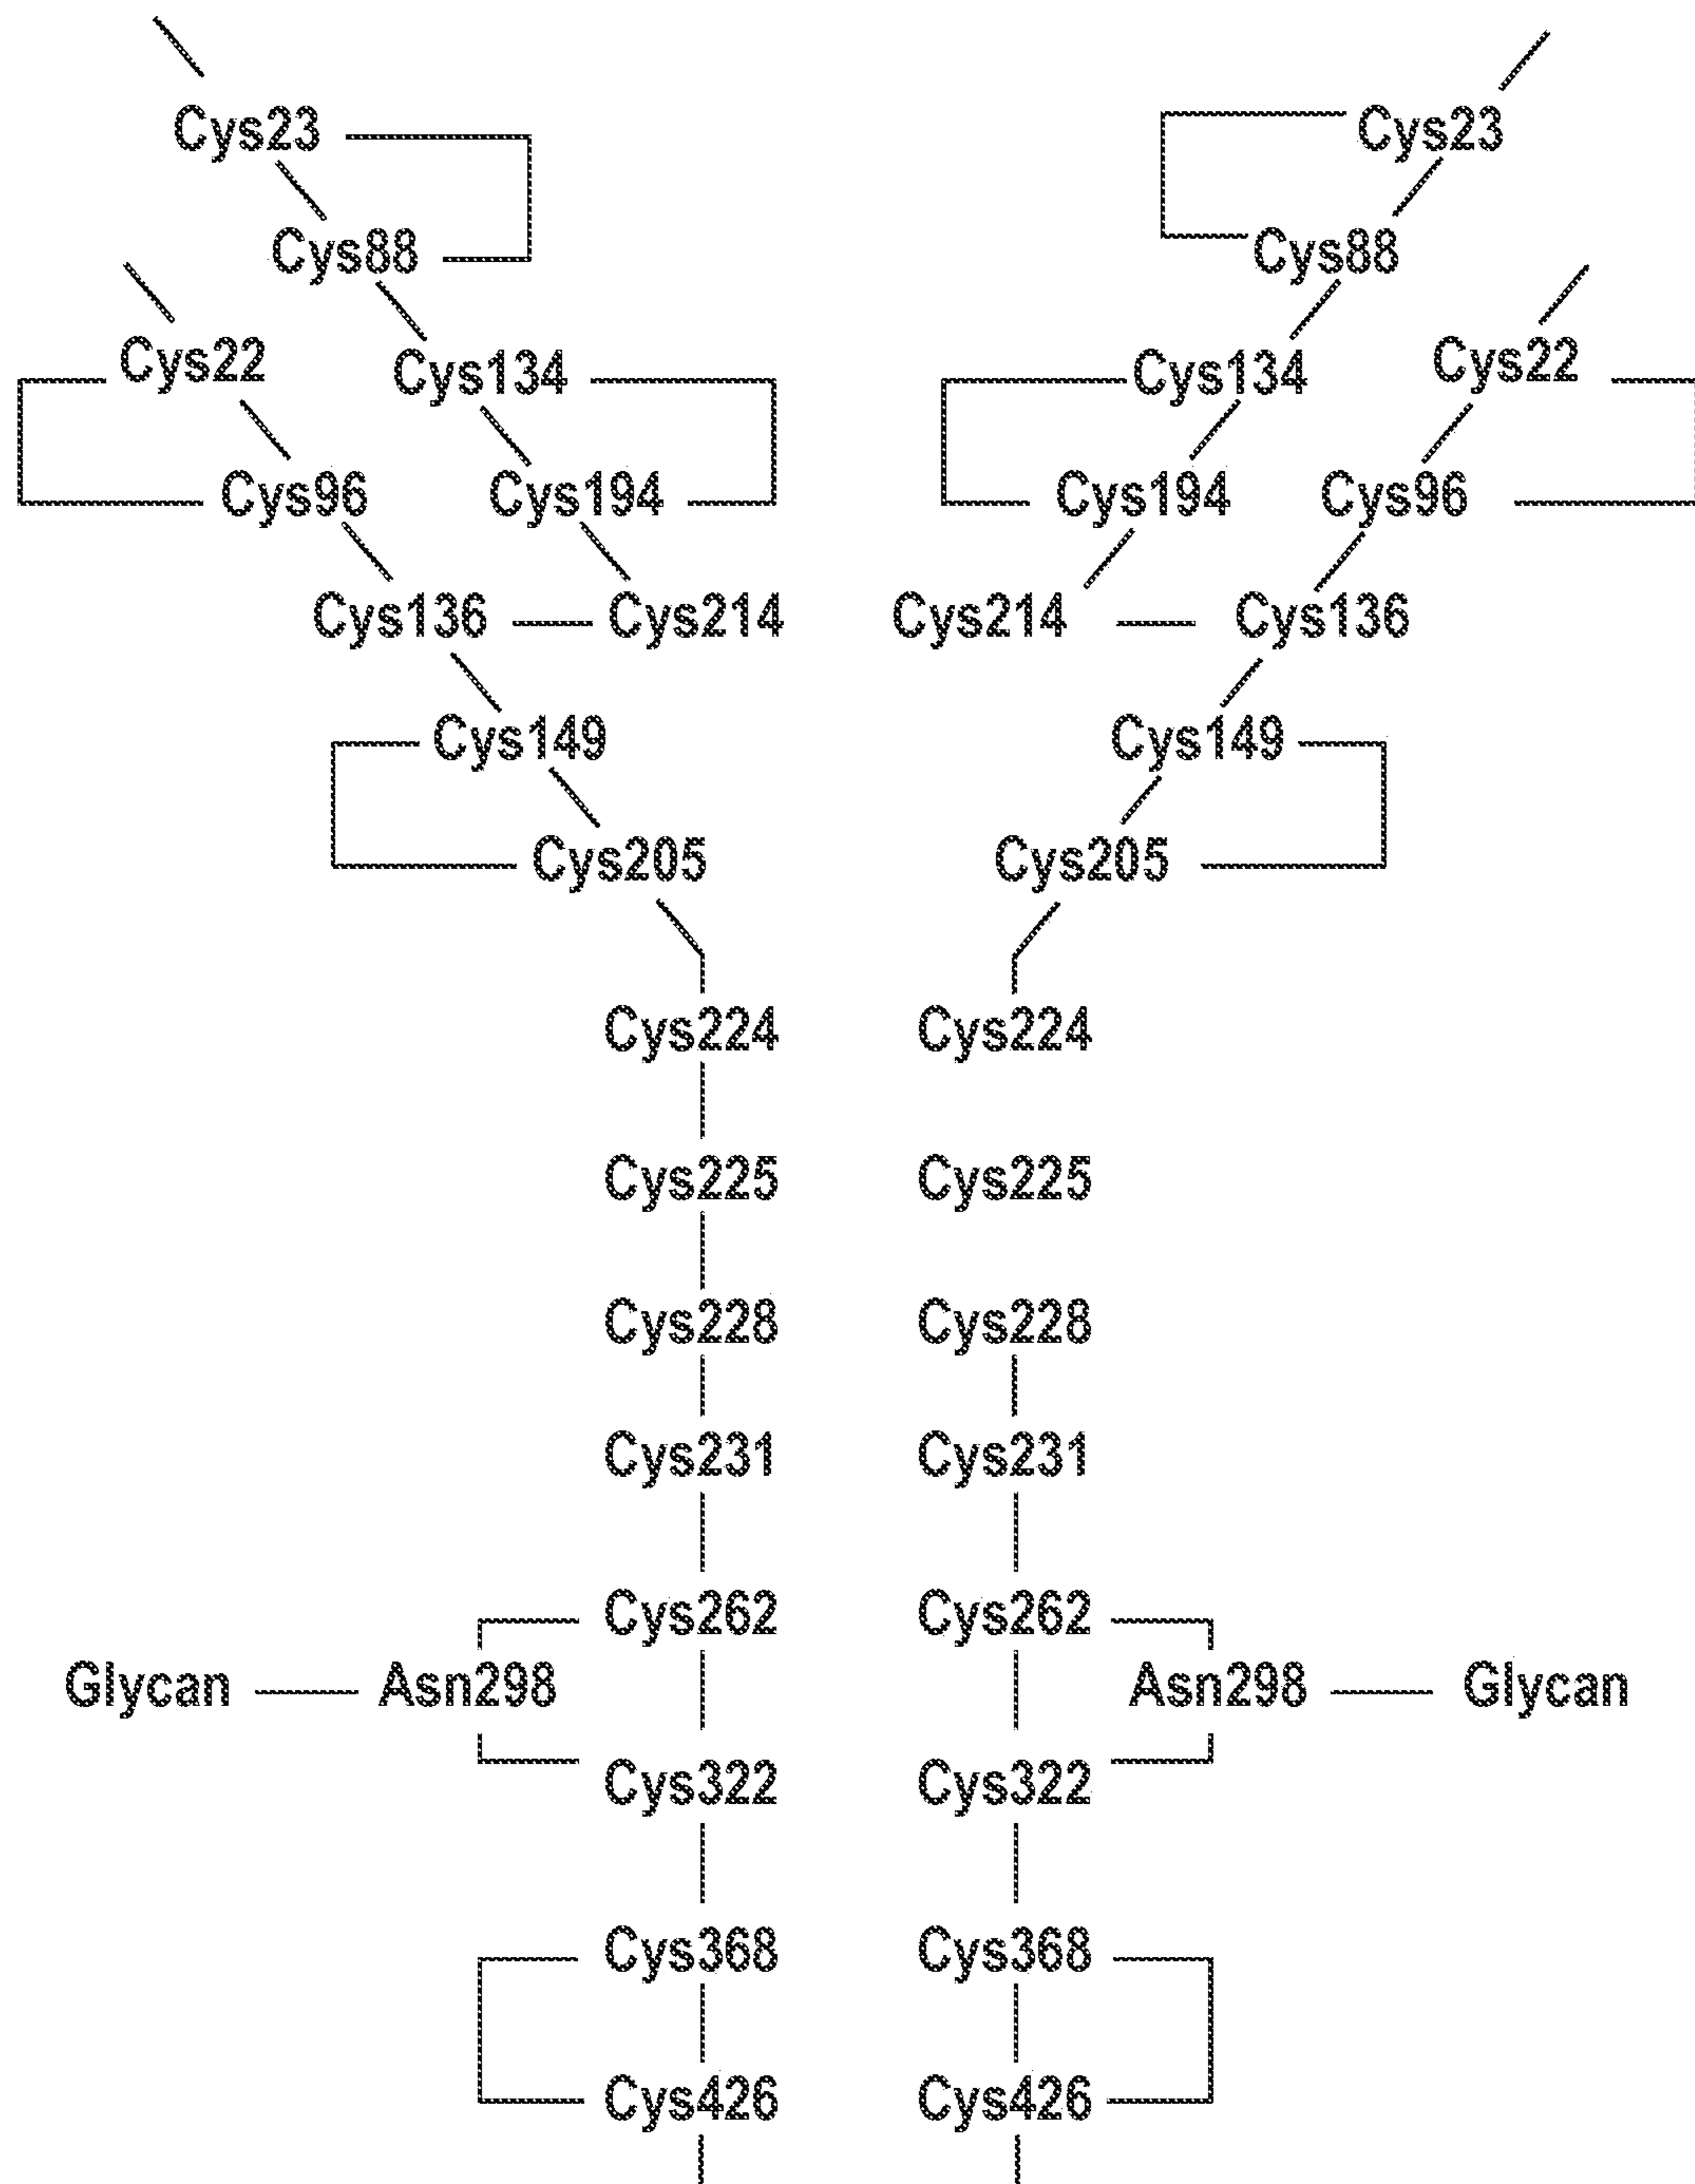 Cys23 Cys23
Cys88 Cys88
Cys22 Cys134 Cys134 Cys22
Cys96 Cys194 Cys194 Cys96
Cys136 Cys214 Cys214 Cys136
Cys149 Cys149
Cys205 Cys205
Cys224 Cys224
Cys225 Cys225
Cys228 Cys228
Cys231 Cys231
Cys262 Cys262
Glycan Asn298 Asn298 Glycan
Cys322 Cys322
Cys368 Cys368
Cys426 Cys426